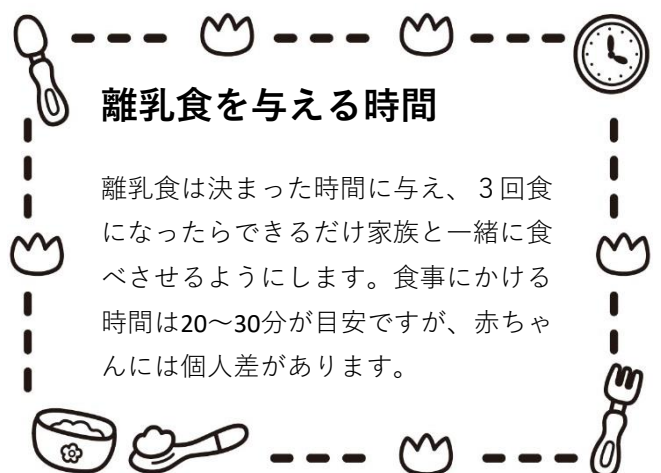 離乳食を与える時間
離乳食は決まった時間に与え、３回食
になったらできるだけ家族と一緒に食
べさせるようにします。食事にかける
時間は20～30分が目安ですが、赤ちゃ
んには個人差があります。